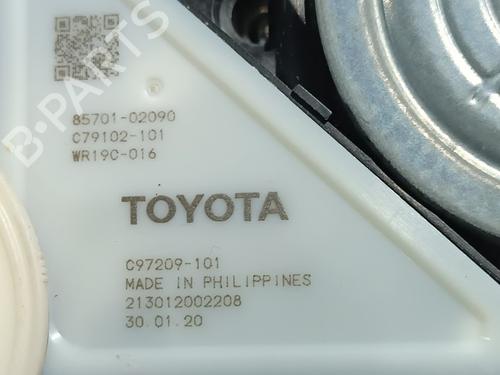 85701-02090
C79102-101
WR19C-016
TOYOTA
C97209-101
MADE IN PHILIPPINES
213012002208
30.01.20
B-PARTS